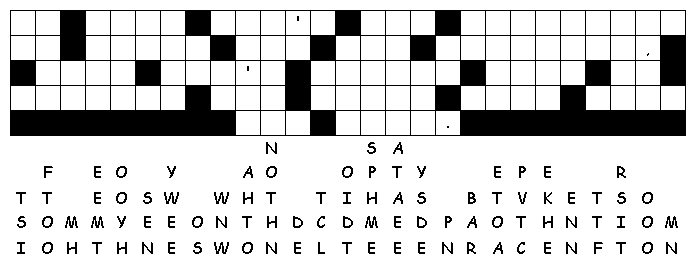 N S A
F E O Y A O O P T Y E P E R
T T E O S W W H T T I H A S B T V K E T S O
S O M M Y E E O N T H D C D M E D P A O T H N T I O M
I O H T H N E S W O N E L T E E E N R A C E N F T O N